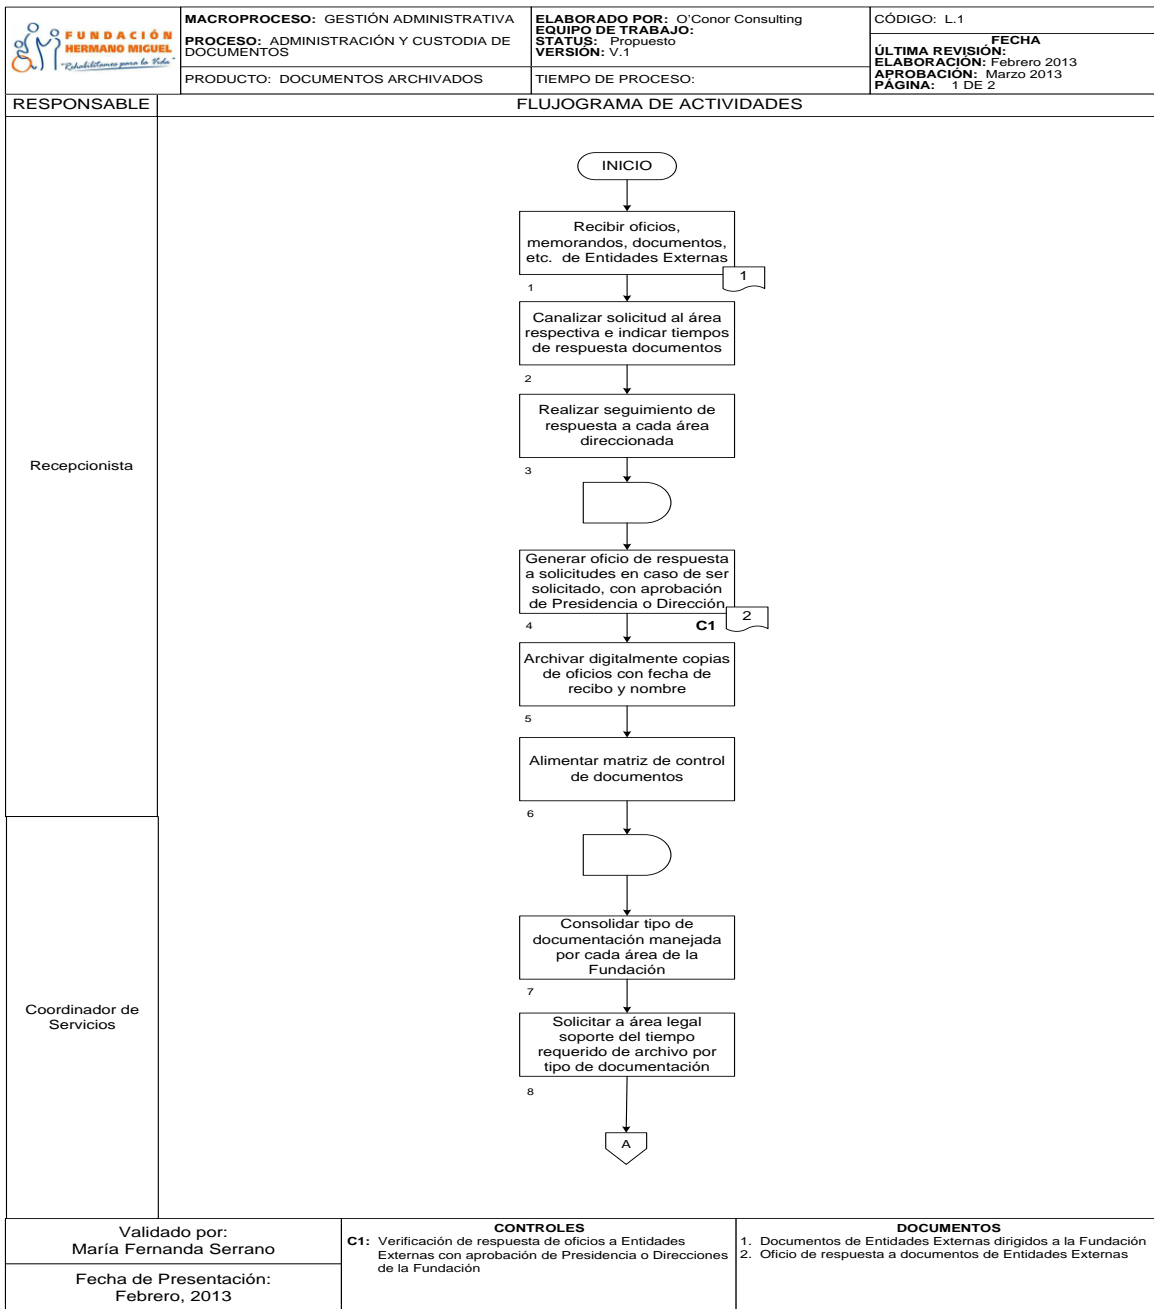 FUNDACIÓN
HERMANO MIGUEL
"Rehabilitamos para la Vida"
MACROPROCESO: GESTIÓN ADMINISTRATIVA
PROCESO: ADMINISTRACIÓN Y CUSTODIA DE
DOCUMENTOS
PRODUCTO: DOCUMENTOS ARCHIVADOS
ELABORADO POR: O'Conor Consulting
EQUIPO DE TRABAJO:
STATUS: Propuesto
VERSIÓN: V.1
TIEMPO DE PROCESO:
CÓDIGO: L.1
FECHA
ÚLTIMA REVISIÓN:
ELABORACIÓN: Febrero 2013
APROBACIÓN: Marzo 2013
PÁGINA: 1 DE 2
RESPONSABLE
FLUJOGRAMA DE ACTIVIDADES
INICIO
Recibir oficios,
memorandos, documentos,
etc. de Entidades Externas
1
1
Canalizar solicitud al área
respectiva e indicar tiempos
de respuesta documentos
2
Realizar seguimiento de
respuesta a cada área
direccionada
3
Recepcionista
Generar oficio de respuesta
a solicitudes en caso de ser
solicitado, con aprobación
de Presidencia o Dirección
2
4
C1
Archivar digitalmente copias
de oficios con fecha de
recibo y nombre
5
Alimentar matriz de control
de documentos
6
Consolidar tipo de
documentación manejada
por cada área de la
Fundación
7
Coordinador de
Servicios
Solicitar a área legal
soporte del tiempo
requerido de archivo por
tipo de documentación
8
A
Validado por:
María Fernanda Serrano
Fecha de Presentación:
Febrero, 2013
CONTROLES
C1: Verificación de respuesta de oficios a Entidades
Externas con aprobación de Presidencia o Direcciones
de la Fundación
DOCUMENTOS
1. Documentos de Entidades Externas dirigidos a la Fundación
2. Oficio de respuesta a documentos de Entidades Externas